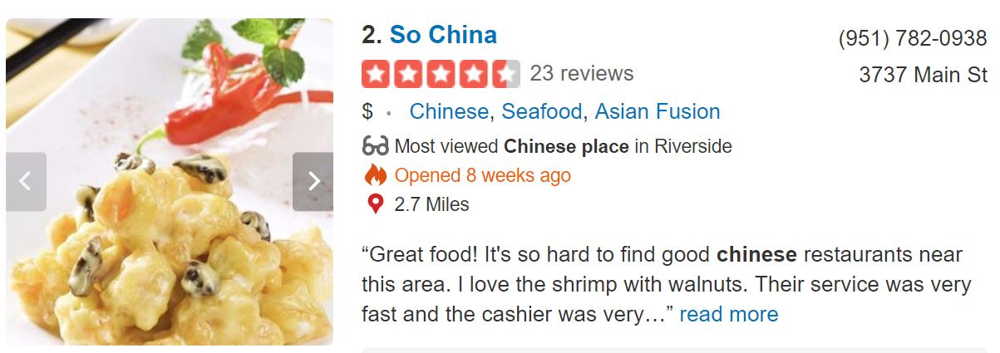 2. So China
(951) 782-0938
23 reviews
3737 Main St
$ · Chinese, Seafood, Asian Fusion
Most viewed Chinese place in Riverside
Opened 8 weeks ago
2.7 Miles
“Great food! It's so hard to find good chinese restaurants near
this area. I love the shrimp with walnuts. Their service was very
fast and the cashier was very…” read more